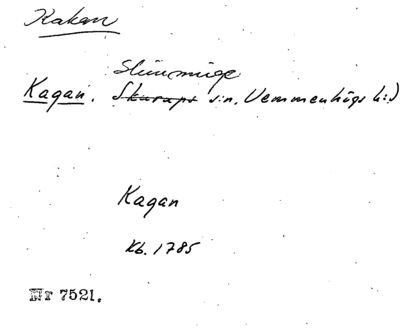 Kakan
Slimminge
Kagan. Skurups s:n, Vemmenhögs h:d
Kagan
Kb. 1785
Nr 7521.